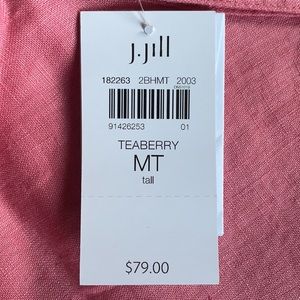 J.Jill
182263 2BHMT 2003
91426253 01
TEABERRY
MT
tall
$79.00